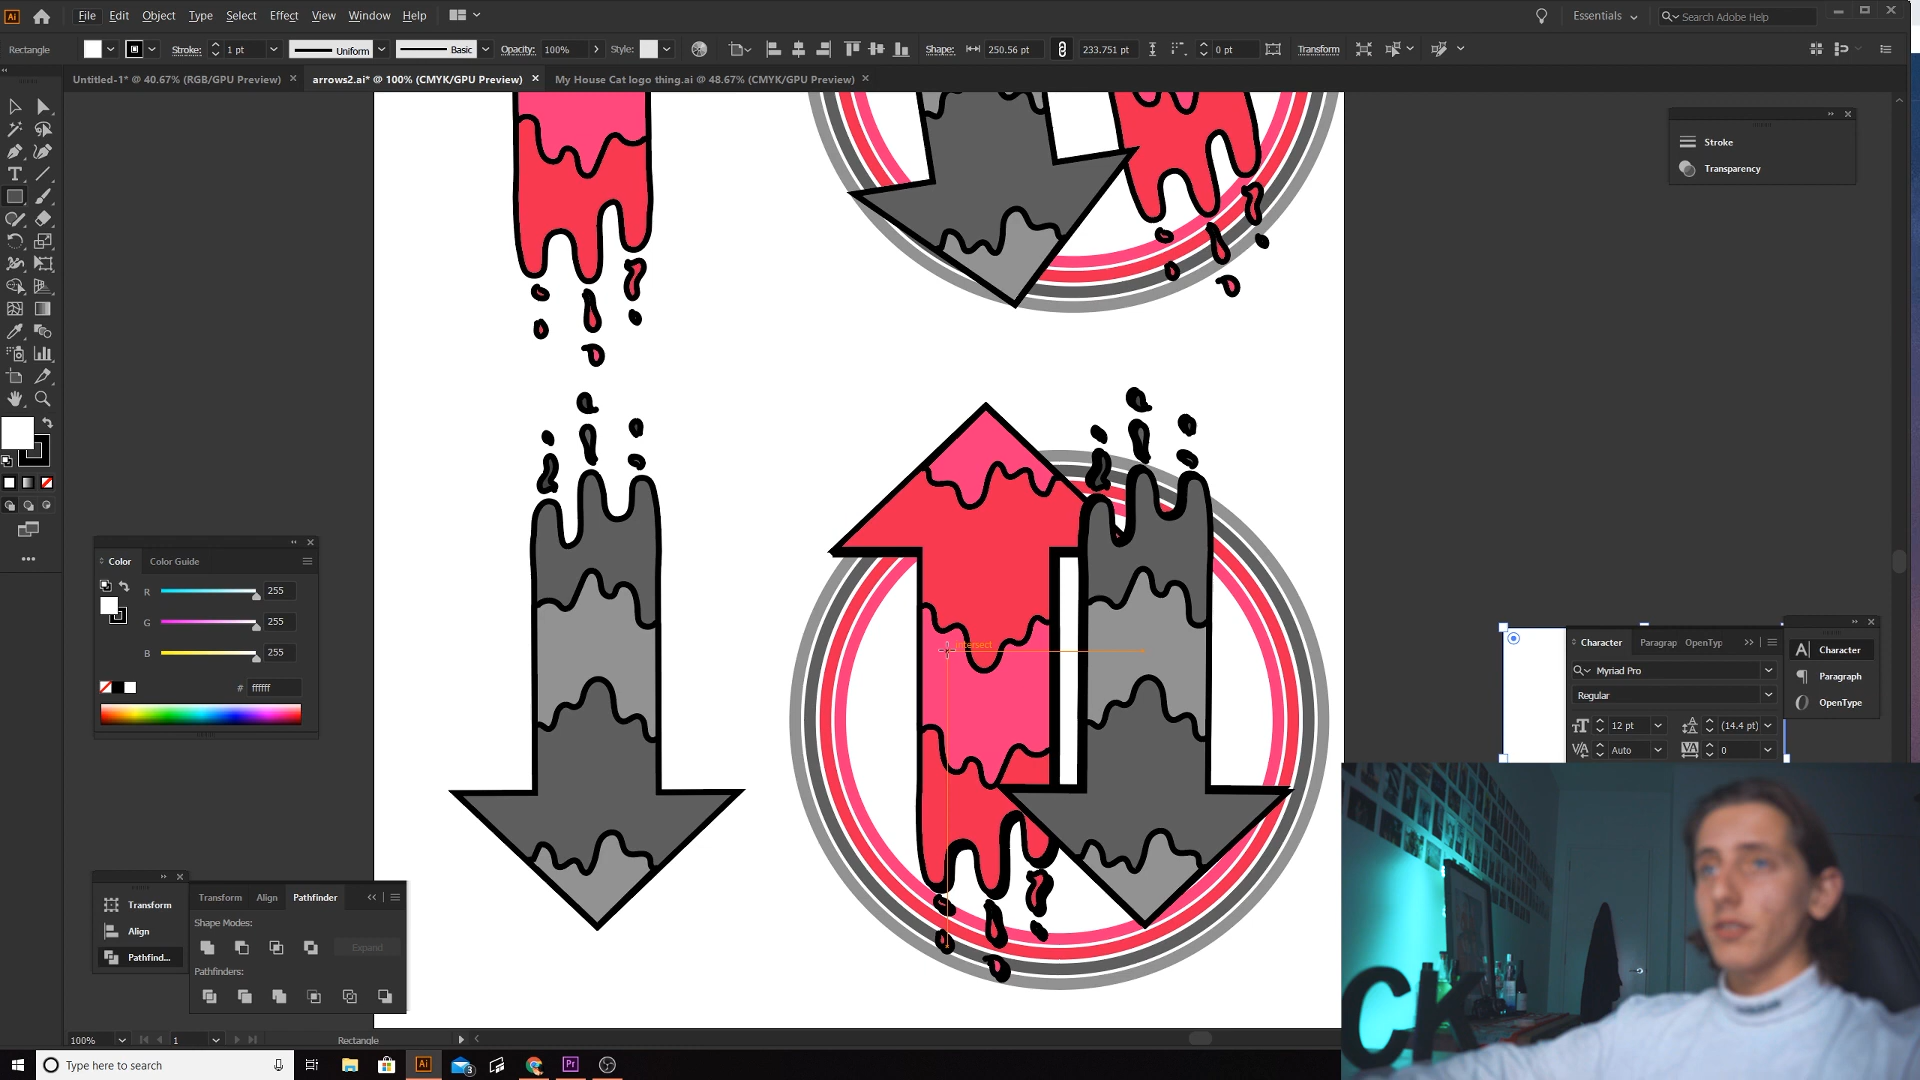 Ai File Edit Object Type Select Effect View Window Help Essentials Search Adobe Help
Rectangle Stroke: 1 pt Uniform Basic Opacity: 100% Style: Shape: 250.56 pt 233.751 pt 0 pt Transform
Untitled-1* @ 40.67% (RGB/GPU Preview) arrows2.ai* @ 100% (CMYK/GPU Preview) My House Cat logo thing.ai @ 48.67% (CMYK/GPU Preview)
Stroke
Transparency
Color Color Guide
R 255
G 255
B 255
# ffffff
intersect
Character Paragrap OpenTyp
Myriad Pro
Regular
12 pt (14.4 pt)
Auto 0
Character
Paragraph
OpenType
Transform
Align
Pathfind...
Transform Align Pathfinder
Shape Modes:
Expand
Pathfinders:
100% 1 Rectangle
Type here to search Ai 3 Pr
CK